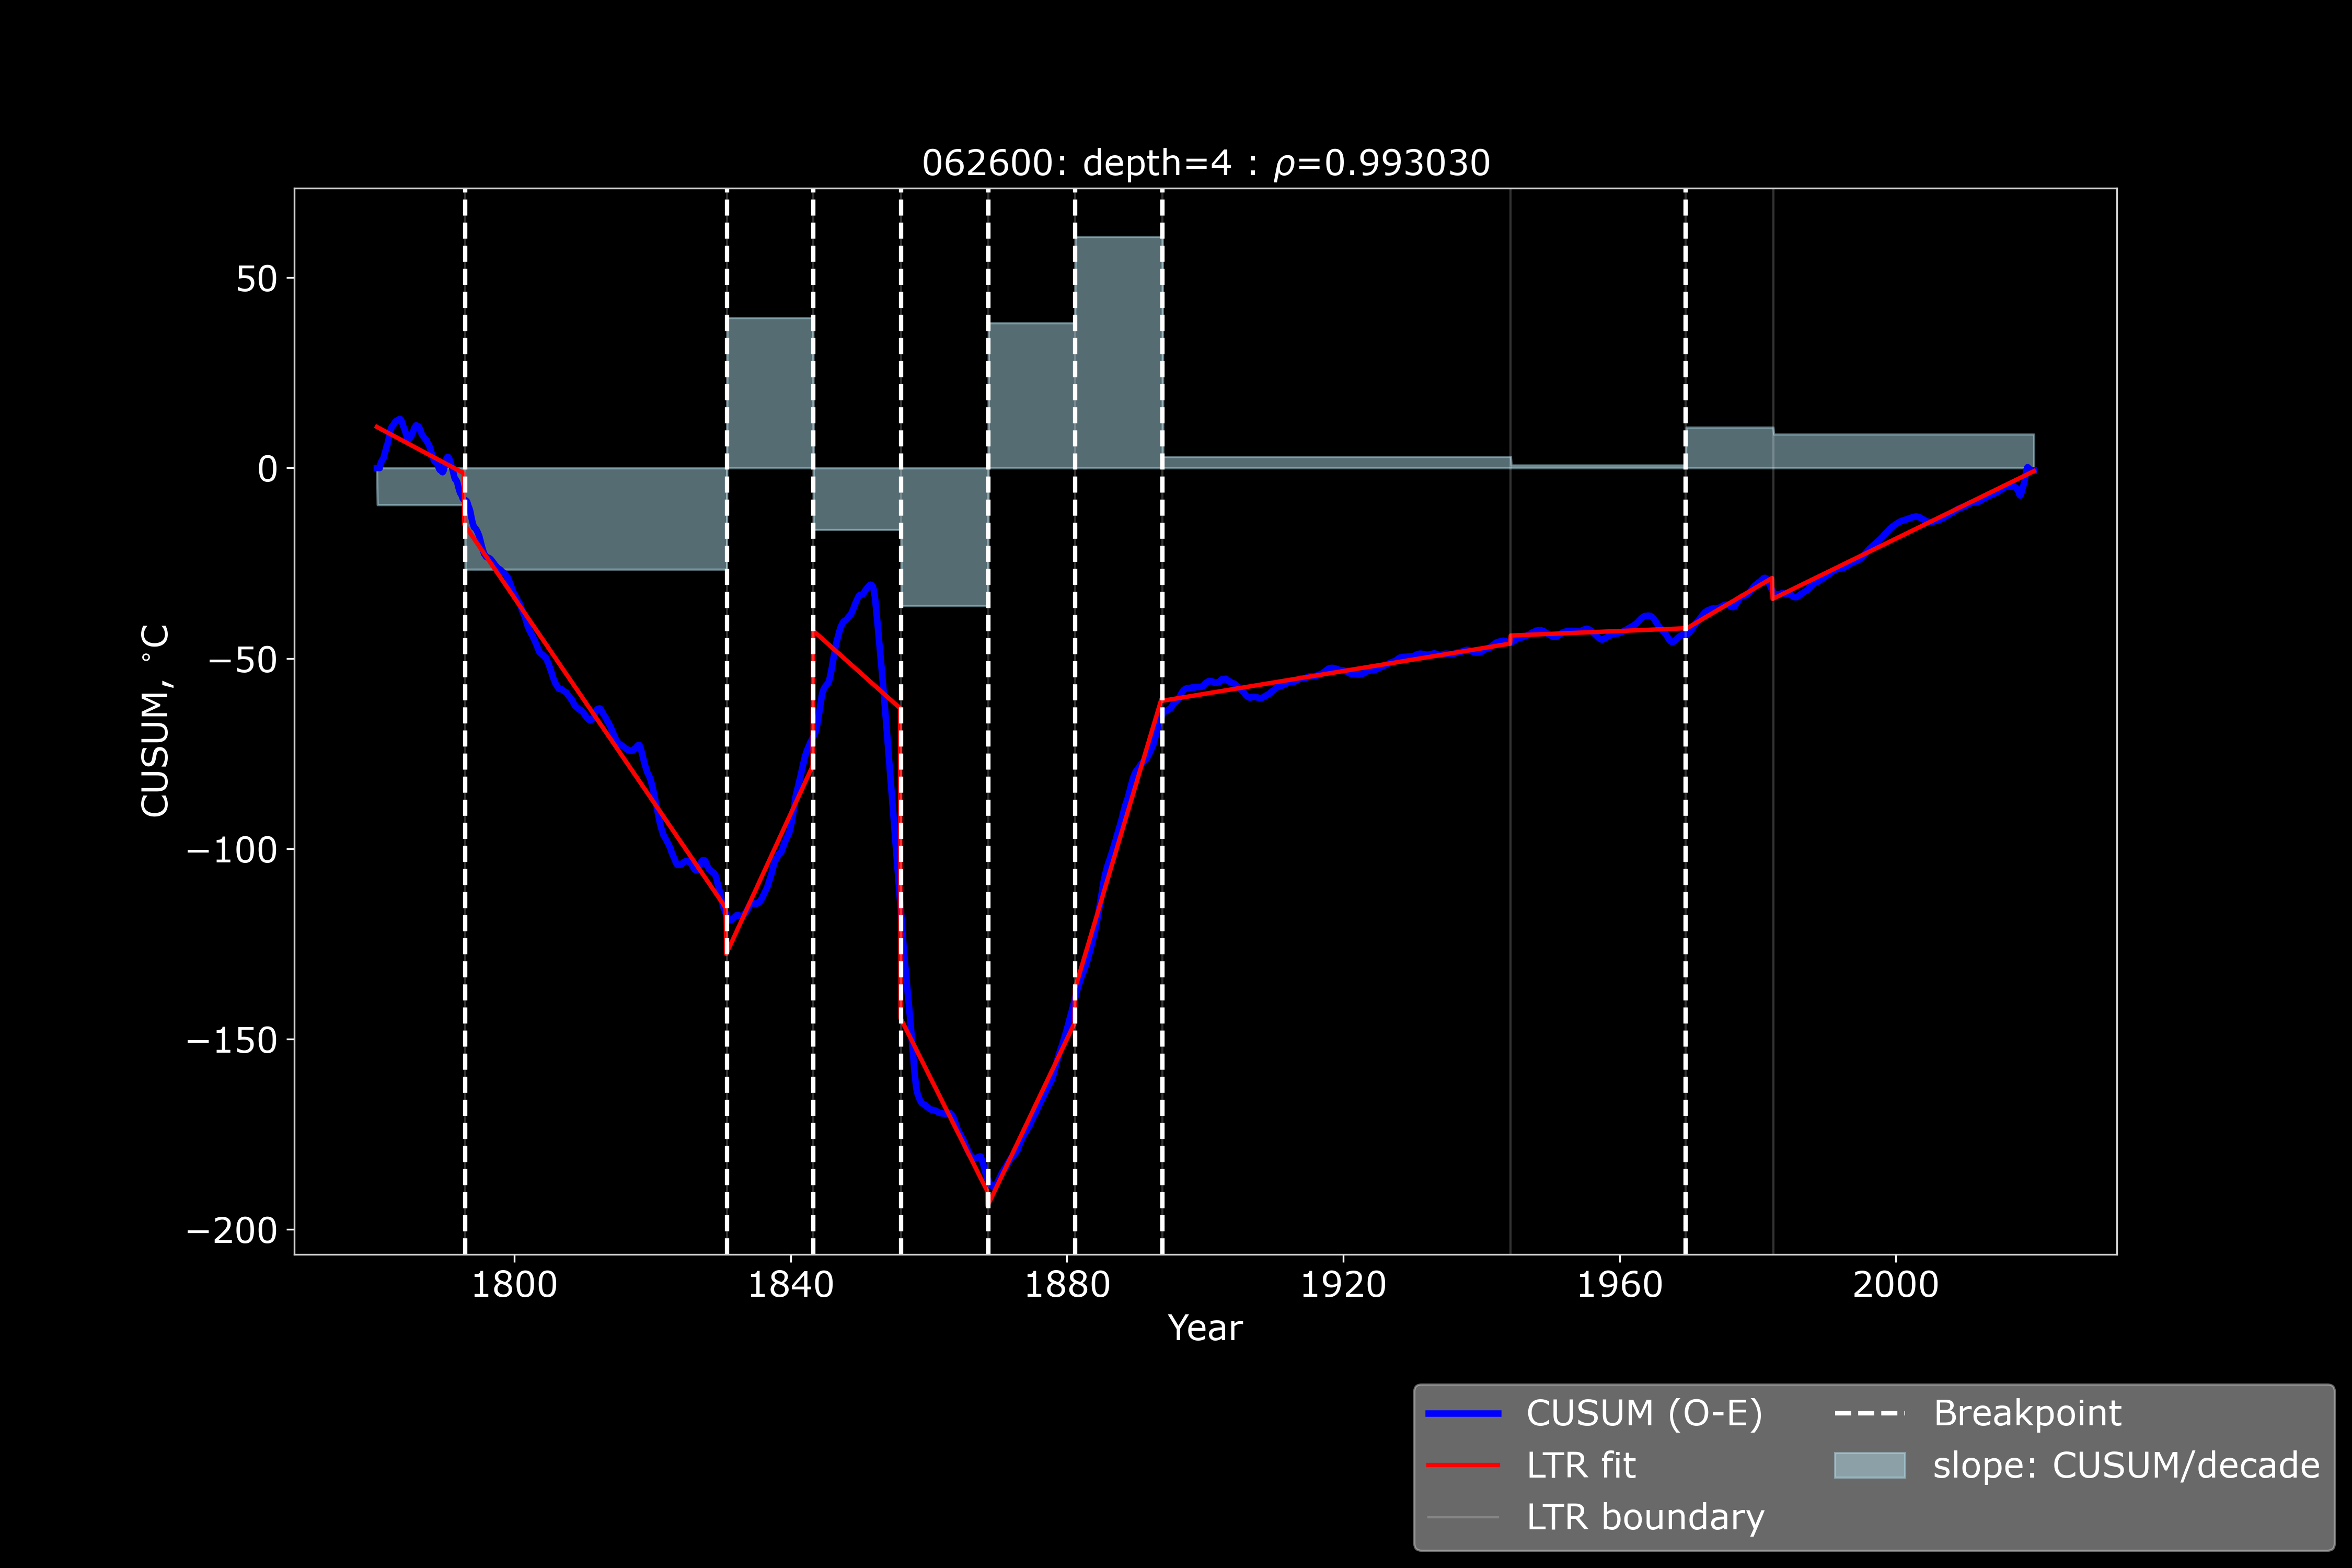 062600: depth=4 : ρ=0.993030
50
0
−50
−100
−150
−200
CUSUM, °C
1800 1840 1880 1920 1960 2000
Year
CUSUM (O-E)
LTR fit
LTR boundary
Breakpoint
slope: CUSUM/decade